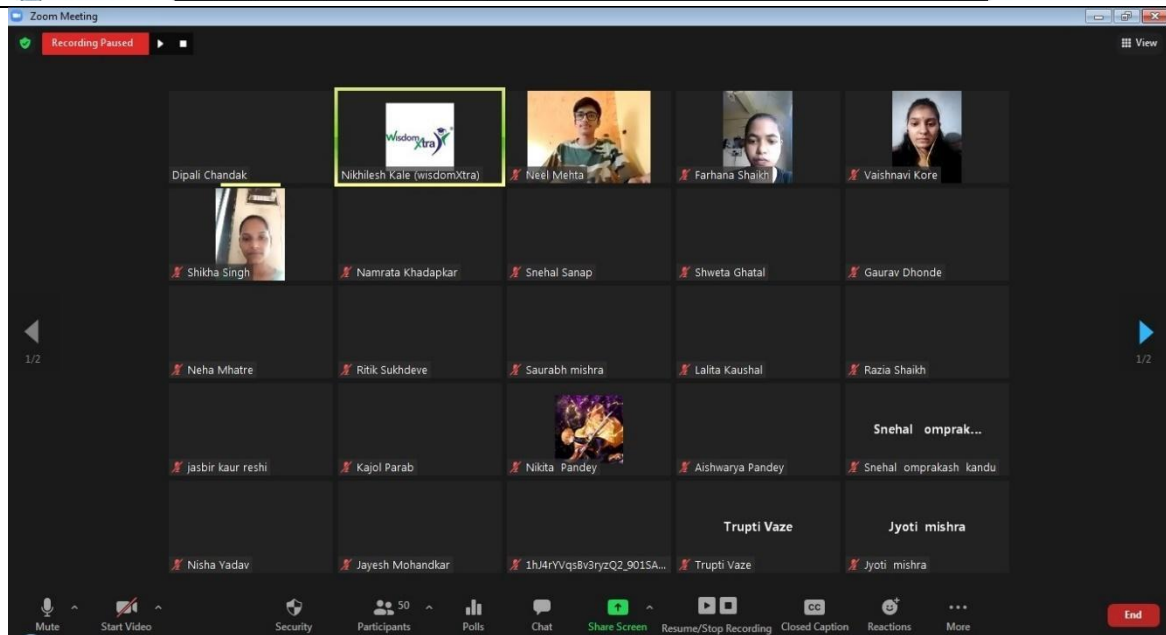 Zoom Meeting
Recording Paused
View
Wisdom
Xtra
Dipali Chandak
Nikhilesh Kale (wisdomXtra)
Neel Mehta
Farhana Shaikh
Vaishnavi Kore
Shikha Singh
Namrata Khadapkar
Snehal Sanap
Shweta Ghatal
Gaurav Dhonde
1/2
1/2
Neha Mhatre
Ritik Sukhdeve
Saurabh mishra
Lalita Kaushal
Razia Shaikh
Snehal omprak...
jasbir kaur reshi
Kajol Parab
Nikita Pandey
Aishwarya Pandey
Snehal omprakash kandu
Trupti Vaze
Jyoti mishra
Nisha Yadav
Jayesh Mohandkar
1hJ4rYVqsBv3ryzQ2_901SA...
Trupti Vaze
Jyoti mishra
Mute
Start Video
Security
50
Participants
Polls
Chat
Share Screen
Resume/Stop Recording
CC
Closed Caption
Reactions
More
End